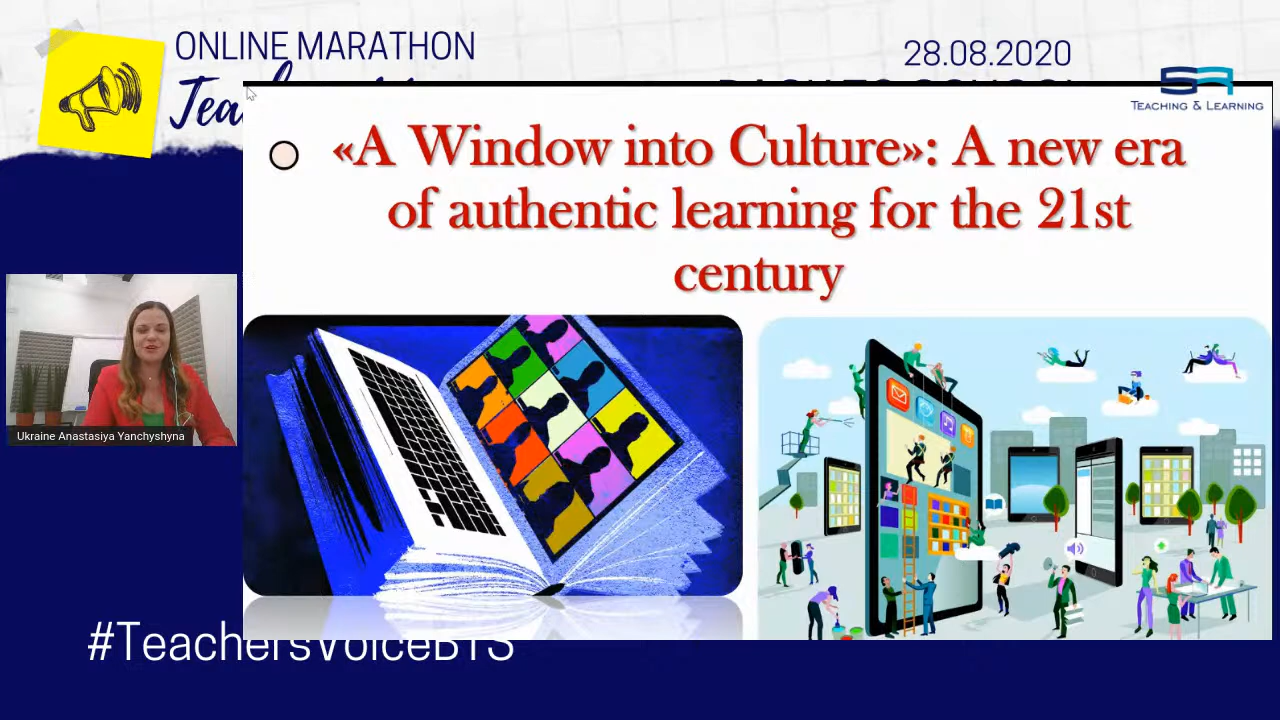 ONLINE MARATHON
28.08.2020
TEACHING & LEARNING
«A Window into Culture»: A new era
of authentic learning for the 21st
century
Ukraine Anastasiya Yanchyshyna
#TeachersVoiceBTS